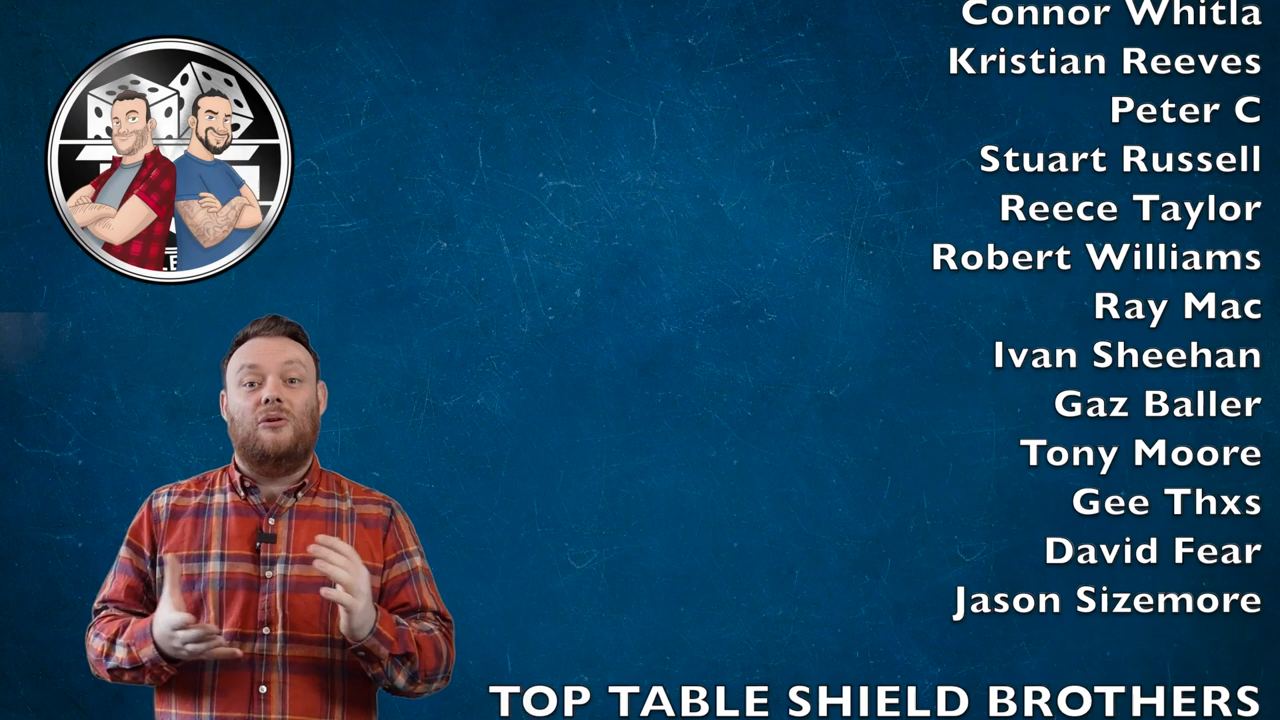 Connor Whitla
Kristian Reeves
Peter C
Stuart Russell
Reece Taylor
Robert Williams
Ray Mac
Ivan Sheehan
Gaz Baller
Tony Moore
Gee Thxs
David Fear
Jason Sizemore
TOP TABLE SHIELD BROTHERS